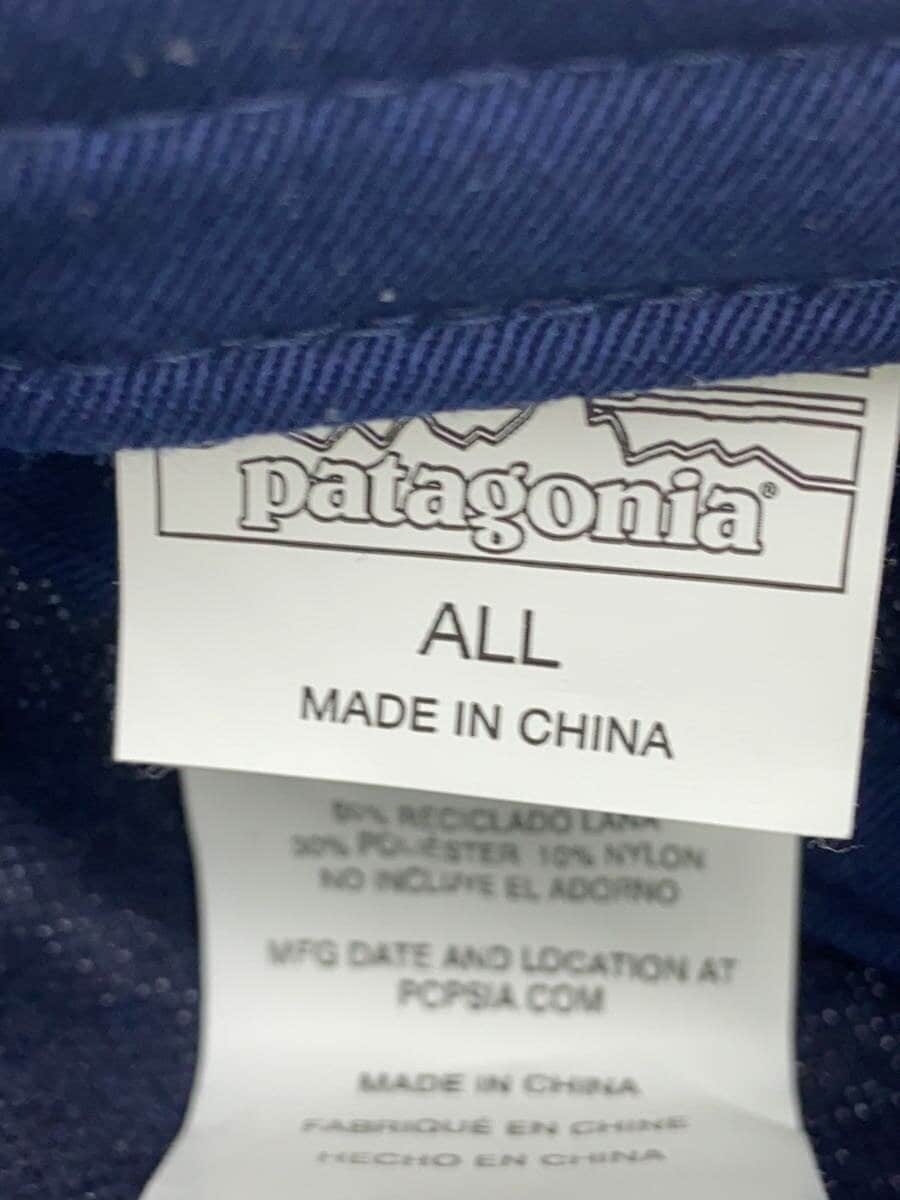 patagonia®
ALL
MADE IN CHINA
RECICLADO LANA
30% POLIÉSTER 10% NYLON
NO INCLUYE EL ADORNO
MFG DATE AND LOCATION AT
PCPSIA.COM
MADE IN CHINA
FABRIQUÉ EN CHINE
HECHO EN CHINA